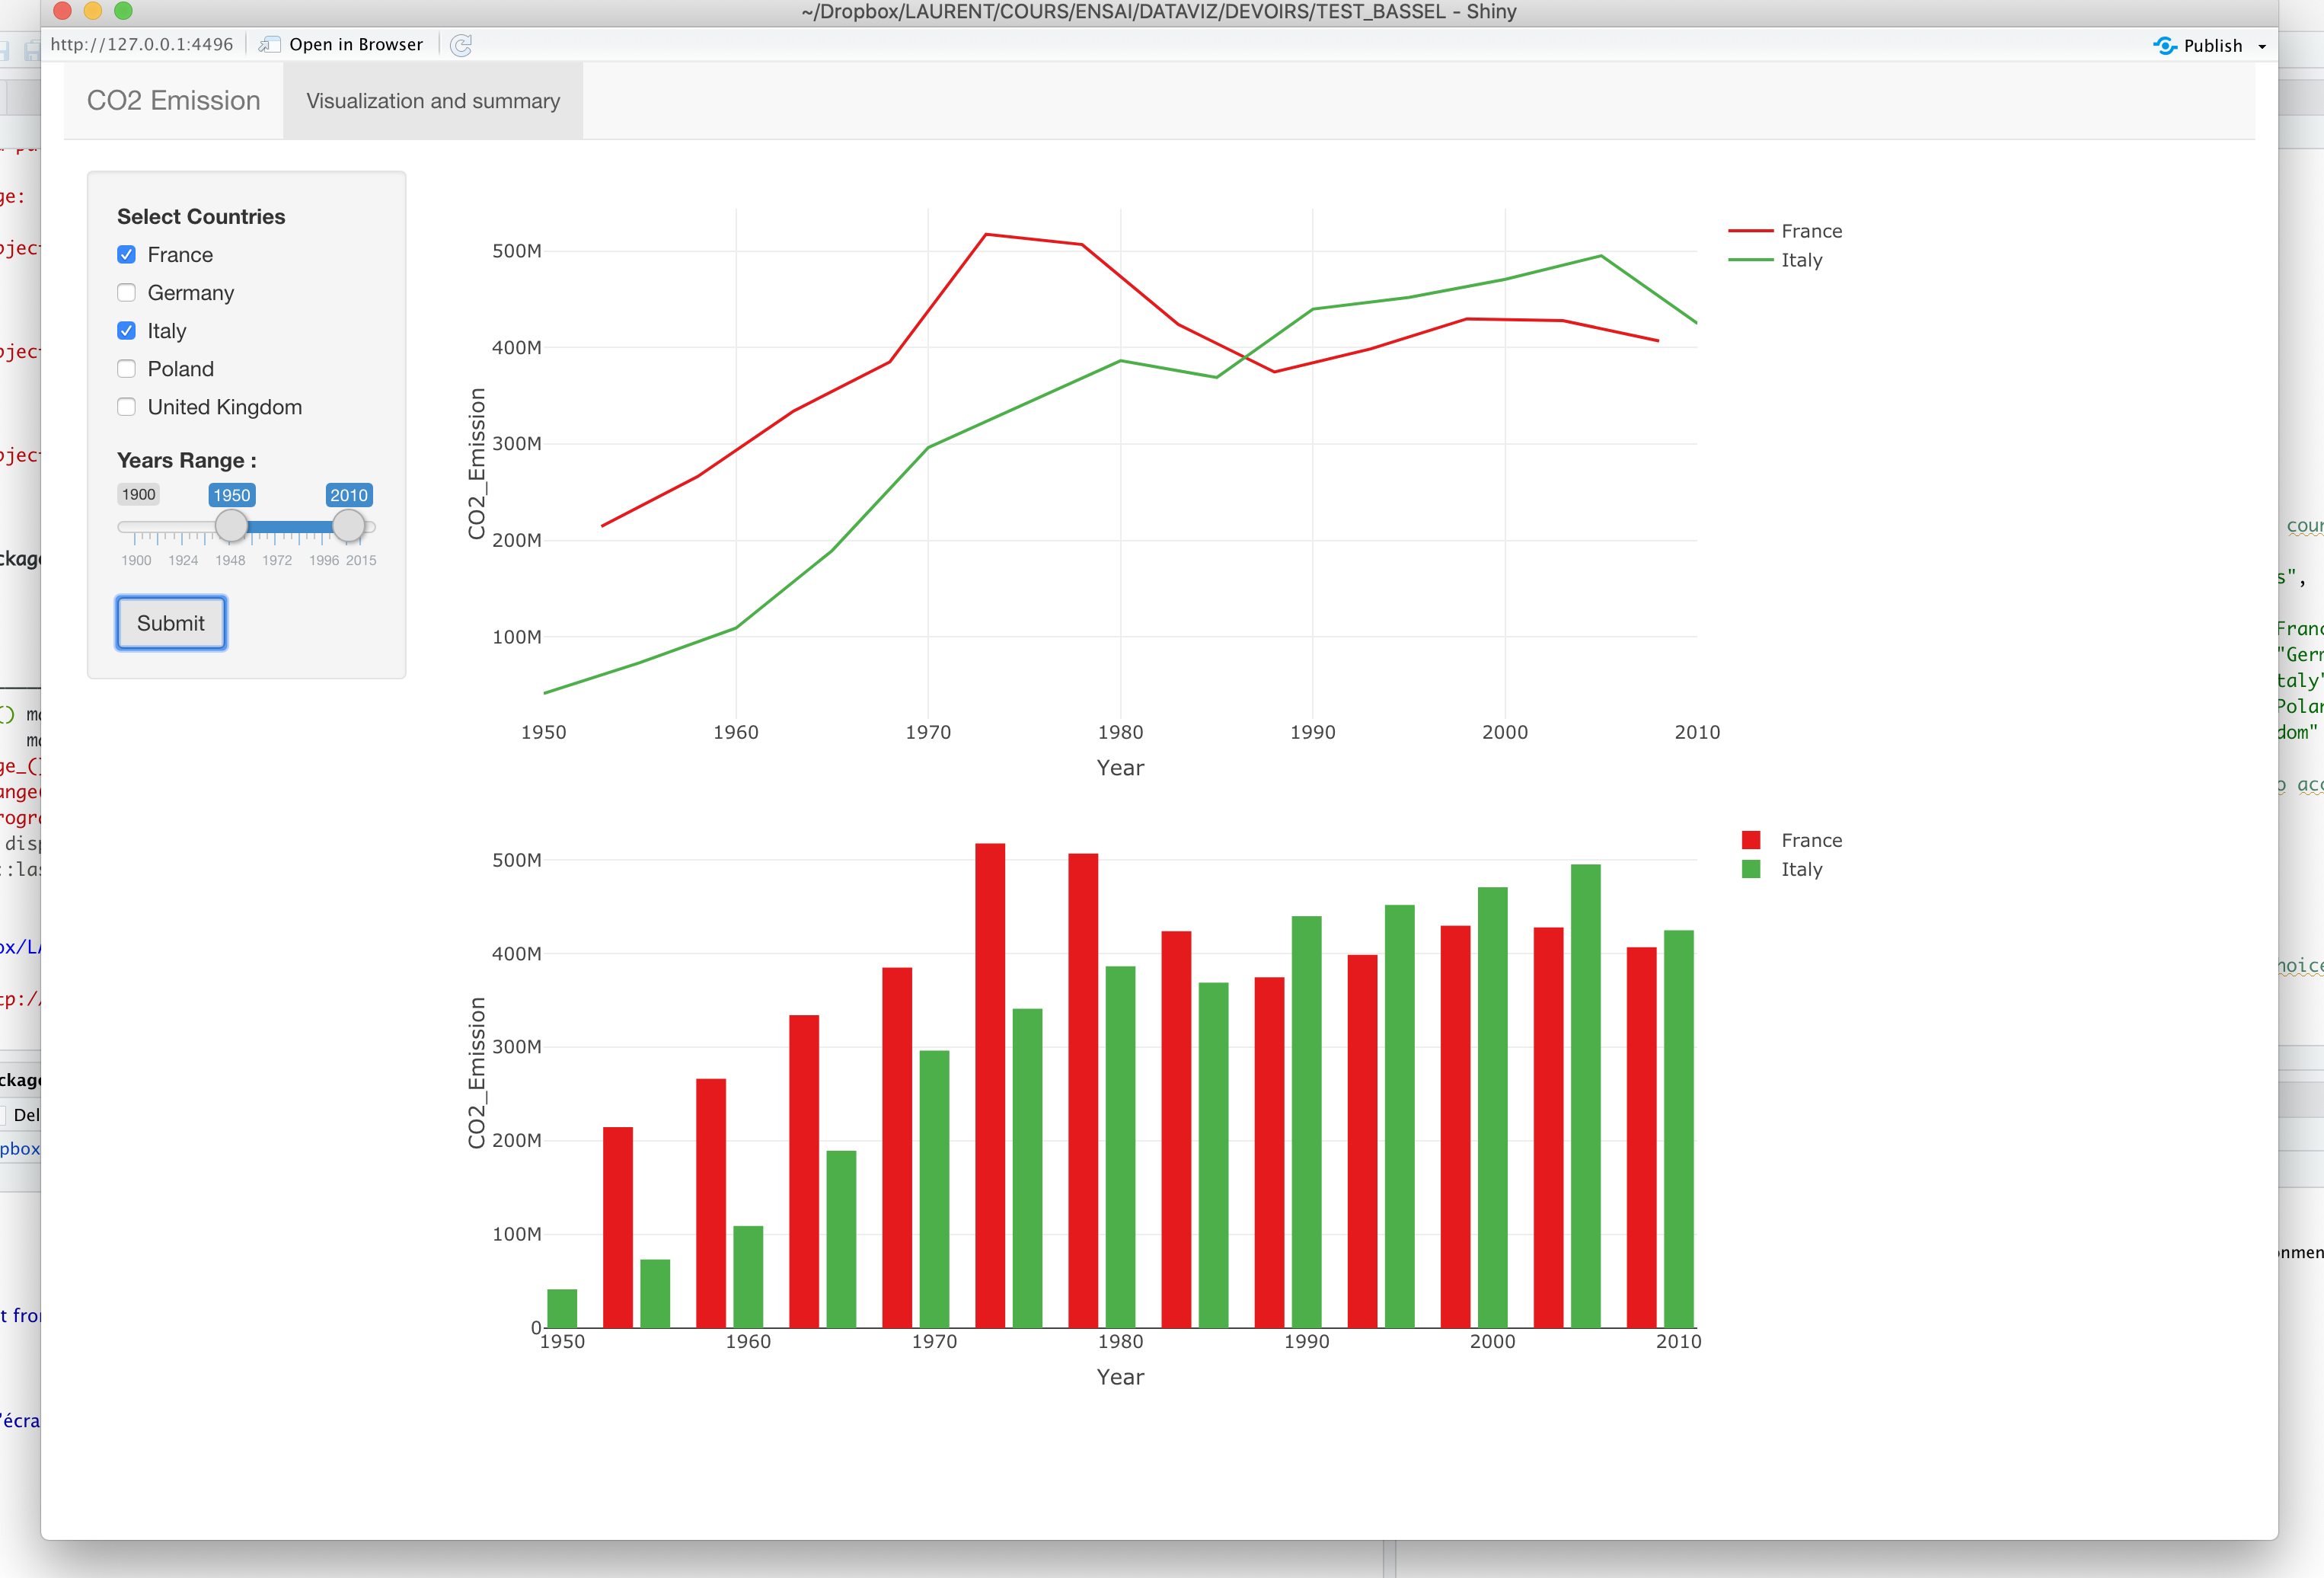 ~/Dropbox/LAURENT/COURS/ENSAI/DATAVIZ/DEVOIRS/TEST_BASSEL - Shiny
http://127.0.0.1:4496 Open in Browser Publish
CO2 Emission Visualization and summary
Select Countries
France
Germany
Italy
Poland
United Kingdom
Years Range :
1900 1950 2010
1900 1924 1948 1972 1996 2015
Submit
500M
400M
300M
200M
100M
CO2_Emission
1950 1960 1970 1980 1990 2000 2010
Year
France
Italy
500M
400M
300M
200M
100M
0
CO2_Emission
1950 1960 1970 1980 1990 2000 2010
Year
France
Italy